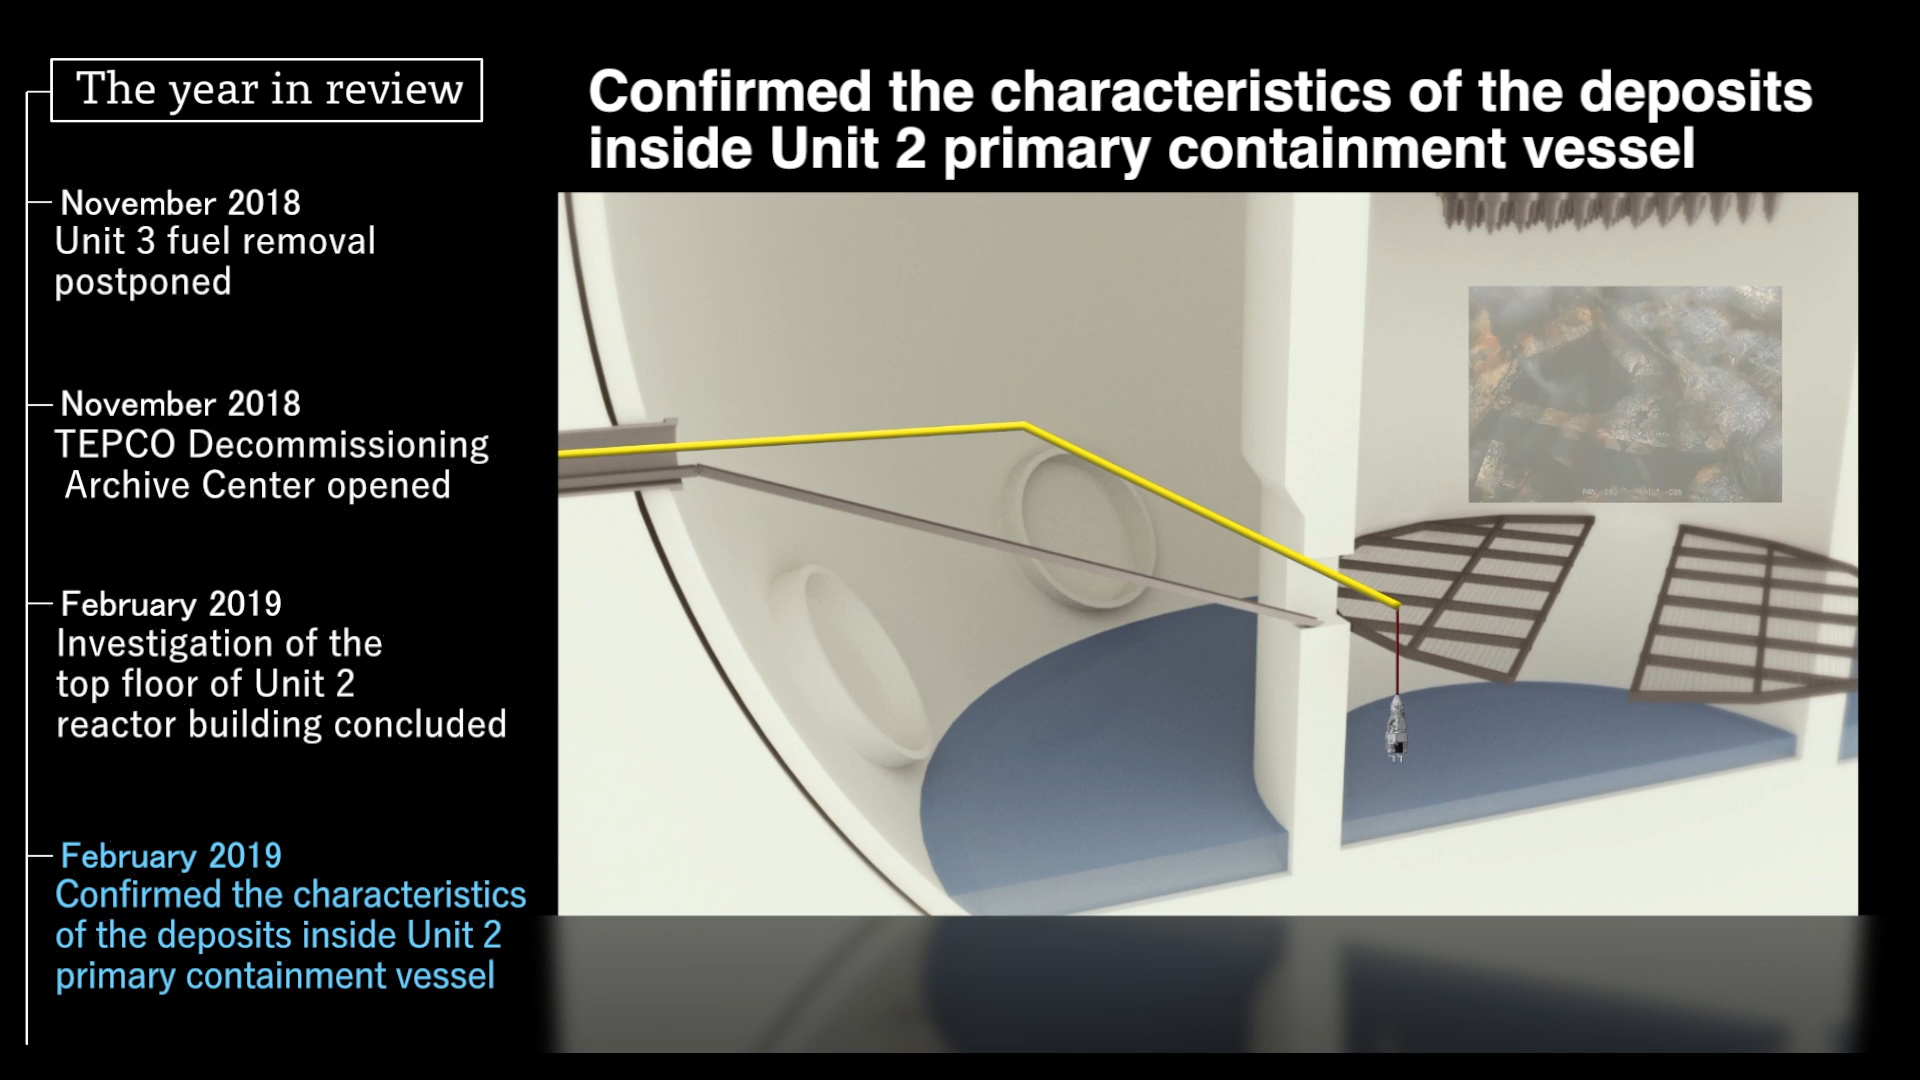 The year in review
November 2018
Unit 3 fuel removal
postponed
November 2018
TEPCO Decommissioning
Archive Center opened
February 2019
Investigation of the
top floor of Unit 2
reactor building concluded
February 2019
Confirmed the characteristics
of the deposits inside Unit 2
primary containment vessel
Confirmed the characteristics of the deposits
inside Unit 2 primary containment vessel